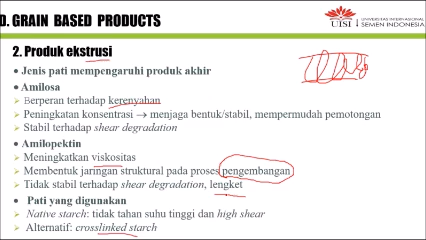 D. GRAIN BASED PRODUCTS
UISI
UNIVERSITAS INTERNASIONAL
SEMEN INDONESIA
2. Produk ekstrusi
• Jenis pati mempengaruhi produk akhir
• Amilosa
➢ Berperan terhadap kerenyahan
➢ Peningkatan konsentrasi → menjaga bentuk/stabil, mempermudah pemotongan
➢ Stabil terhadap shear degradation
• Amilopektin
➢ Meningkatkan viskositas
➢ Membentuk jaringan struktural pada proses pengembangan
➢ Tidak stabil terhadap shear degradation, lengket
• Pati yang digunakan
➢ Native starch: tidak tahan suhu tinggi dan high shear
➢ Alternatif: crosslinked starch